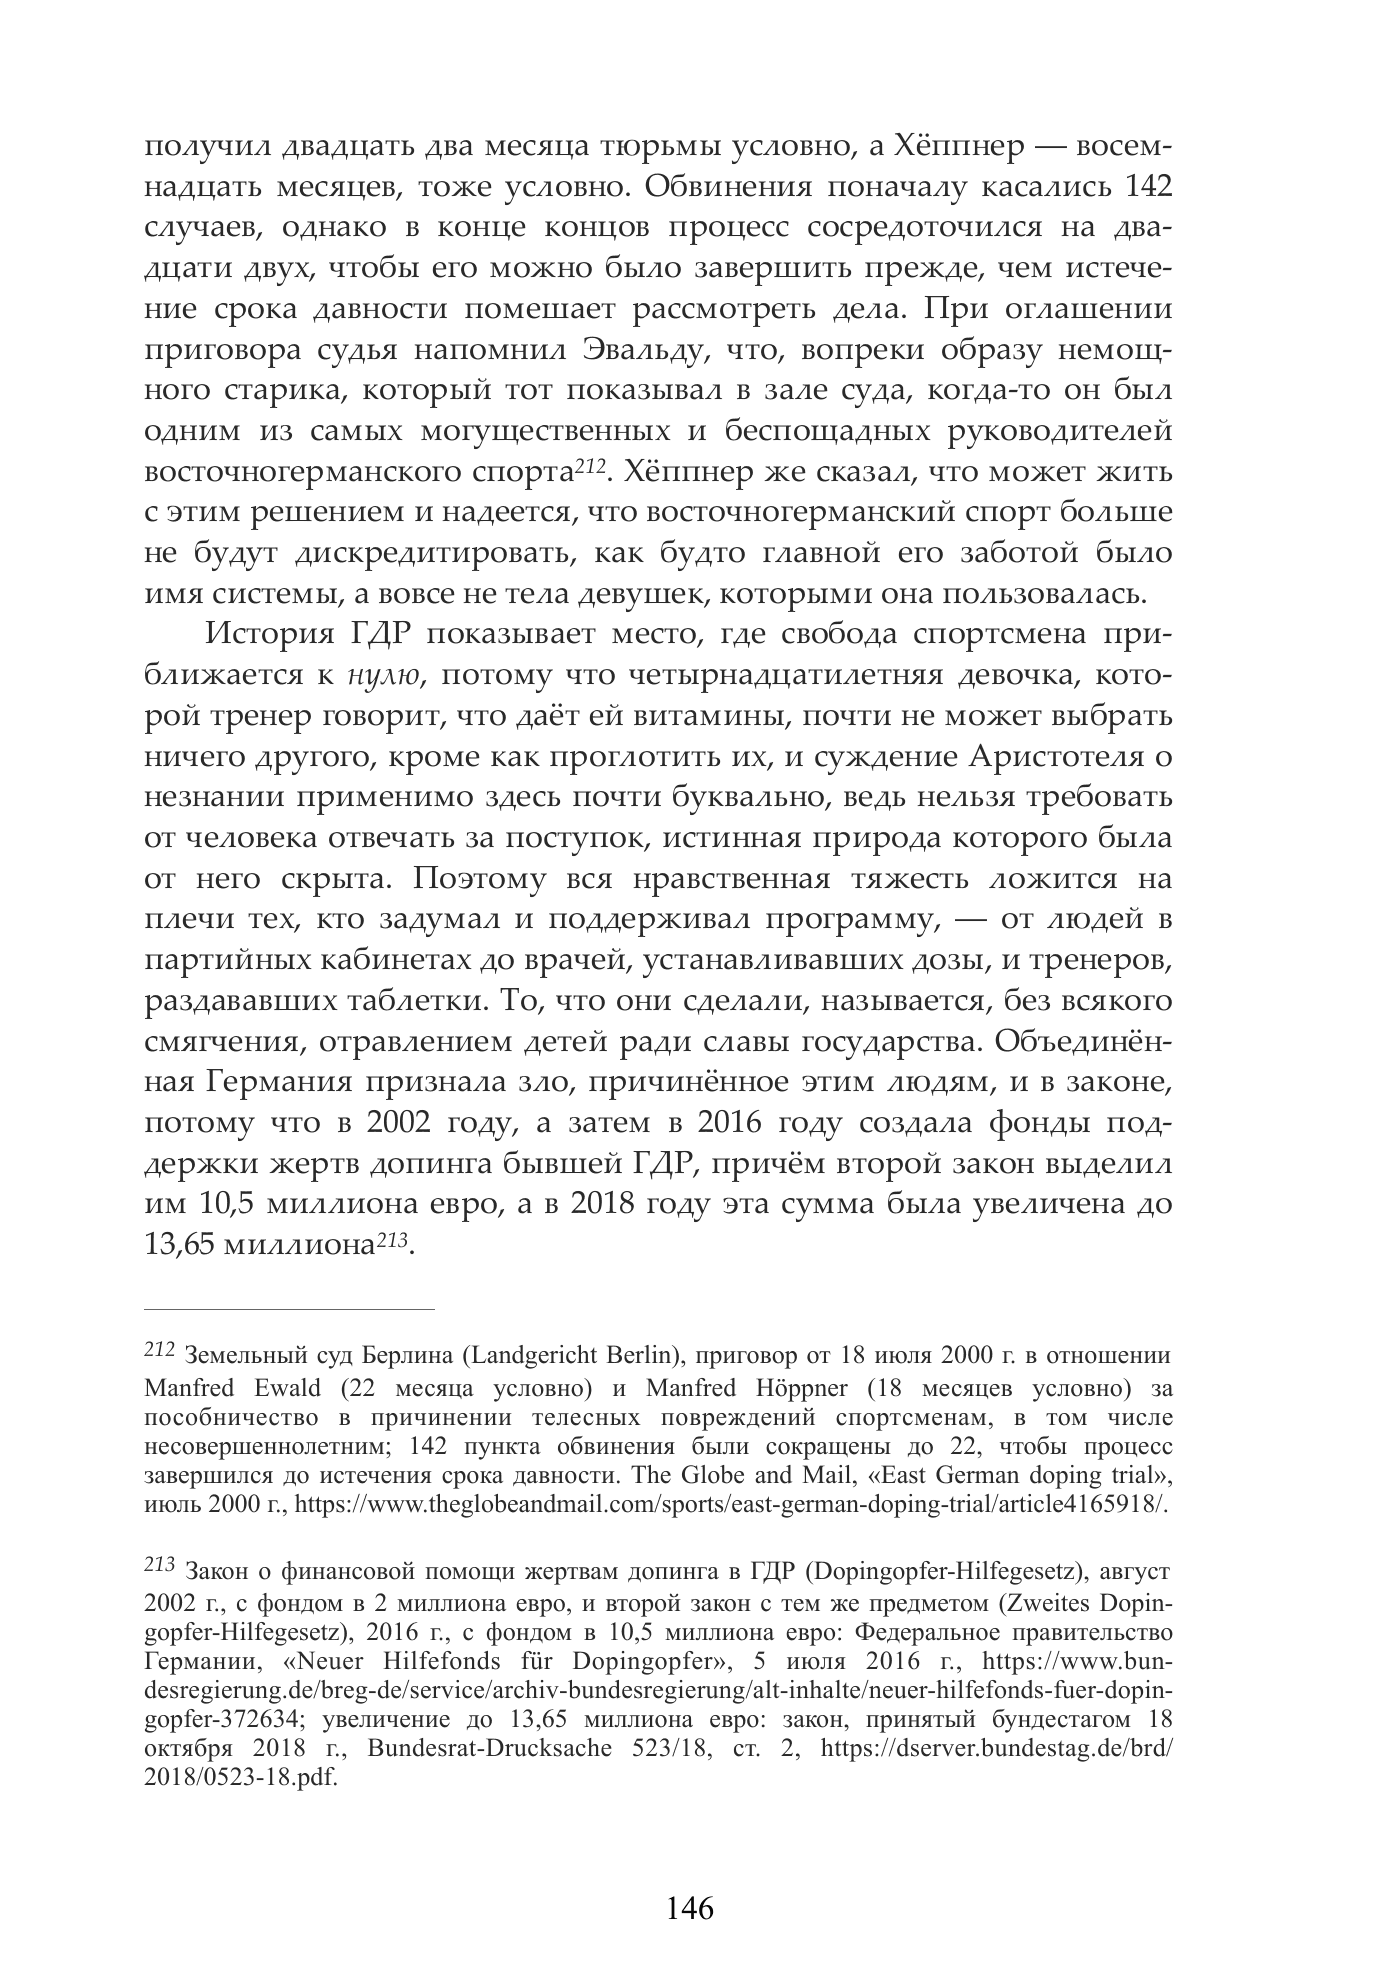 получил двадцать два месяца тюрьмы условно, а Хёппнер — восем-
надцать месяцев, тоже условно. Обвинения поначалу касались 142
случаев, однако в конце концов процесс сосредоточился на два-
дцати двух, чтобы его можно было завершить прежде, чем истече-
ние срока давности помешает рассмотреть дела. При оглашении
приговора судья напомнил Эвальду, что, вопреки образу немощ-
ного старика, который тот показывал в зале суда, когда-то он был
одним из самых могущественных и беспощадных руководителей
восточногерманского спорта212. Хёппнер же сказал, что может жить
с этим решением и надеется, что восточногерманский спорт больше
не будут дискредитировать, как будто главной его заботой было
имя системы, а вовсе не тела девушек, которыми она пользовалась.
История ГДР показывает место, где свобода спортсмена при-
ближается к нулю, потому что четырнадцатилетняя девочка, кото-
рой тренер говорит, что даёт ей витамины, почти не может выбрать
ничего другого, кроме как проглотить их, и суждение Аристотеля о
незнании применимо здесь почти буквально, ведь нельзя требовать
от человека отвечать за поступок, истинная природа которого была
от него скрыта. Поэтому вся нравственная тяжесть ложится на
плечи тех, кто задумал и поддерживал программу, — от людей в
партийных кабинетах до врачей, устанавливавших дозы, и тренеров,
раздававших таблетки. То, что они сделали, называется, без всякого
смягчения, отравлением детей ради славы государства. Объединён-
ная Германия признала зло, причинённое этим людям, и в законе,
потому что в 2002 году, а затем в 2016 году создала фонды под-
держки жертв допинга бывшей ГДР, причём второй закон выделил
им 10,5 миллиона евро, а в 2018 году эта сумма была увеличена до
13,65 миллиона213.
212 Земельный суд Берлина (Landgericht Berlin), приговор от 18 июля 2000 г. в отношении
Manfred Ewald (22 месяца условно) и Manfred Höppner (18 месяцев условно) за
пособничество в причинении телесных повреждений спортсменам, в том числе
несовершеннолетним; 142 пункта обвинения были сокращены до 22, чтобы процесс
завершился до истечения срока давности. The Globe and Mail, «East German doping trial»,
июль 2000 г., https://www.theglobeandmail.com/sports/east-german-doping-trial/article4165918/.
213 Закон о финансовой помощи жертвам допинга в ГДР (Dopingopfer-Hilfegesetz), август
2002 г., с фондом в 2 миллиона евро, и второй закон с тем же предметом (Zweites Dopin-
gopfer-Hilfegesetz), 2016 г., с фондом в 10,5 миллиона евро: Федеральное правительство
Германии, «Neuer Hilfefonds für Dopingopfer», 5 июля 2016 г., https://www.bun-
desregierung.de/breg-de/service/archiv-bundesregierung/alt-inhalte/neuer-hilfefonds-fuer-dopin-
gopfer-372634; увеличение до 13,65 миллиона евро: закон, принятый бундестагом 18
октября 2018 г., Bundesrat-Drucksache 523/18, ст. 2, https://dserver.bundestag.de/brd/
2018/0523-18.pdf.
146